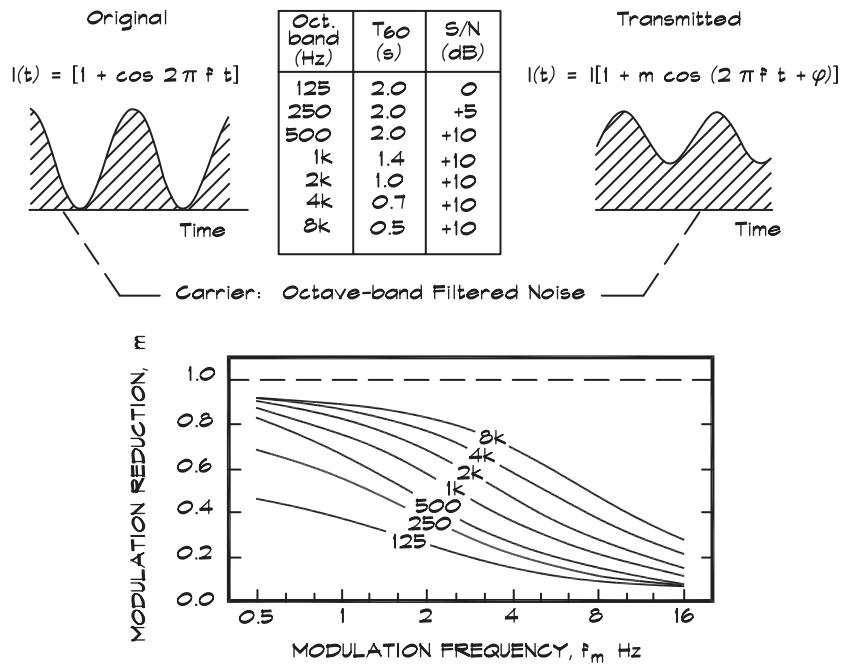 Original
I(t) = [1 + cos 2 π f t]
Time
Oct. band (Hz) T60 (s) S/N (dB)
125 2.0 0
250 2.0 +5
500 2.0 +10
1k 1.4 +10
2k 1.0 +10
4k 0.7 +10
8k 0.5 +10
Transmitted
I(t) = I[1 + m cos (2 π f t + φ)]
Time
Carrier: Octave-band Filtered Noise
MODULATION REDUCTION, m
1.0
0.8
0.6
0.4
0.2
0.0
8k
4k
2k
1k
500
250
125
0.5 1 2 4 8 16
MODULATION FREQUENCY, fm Hz